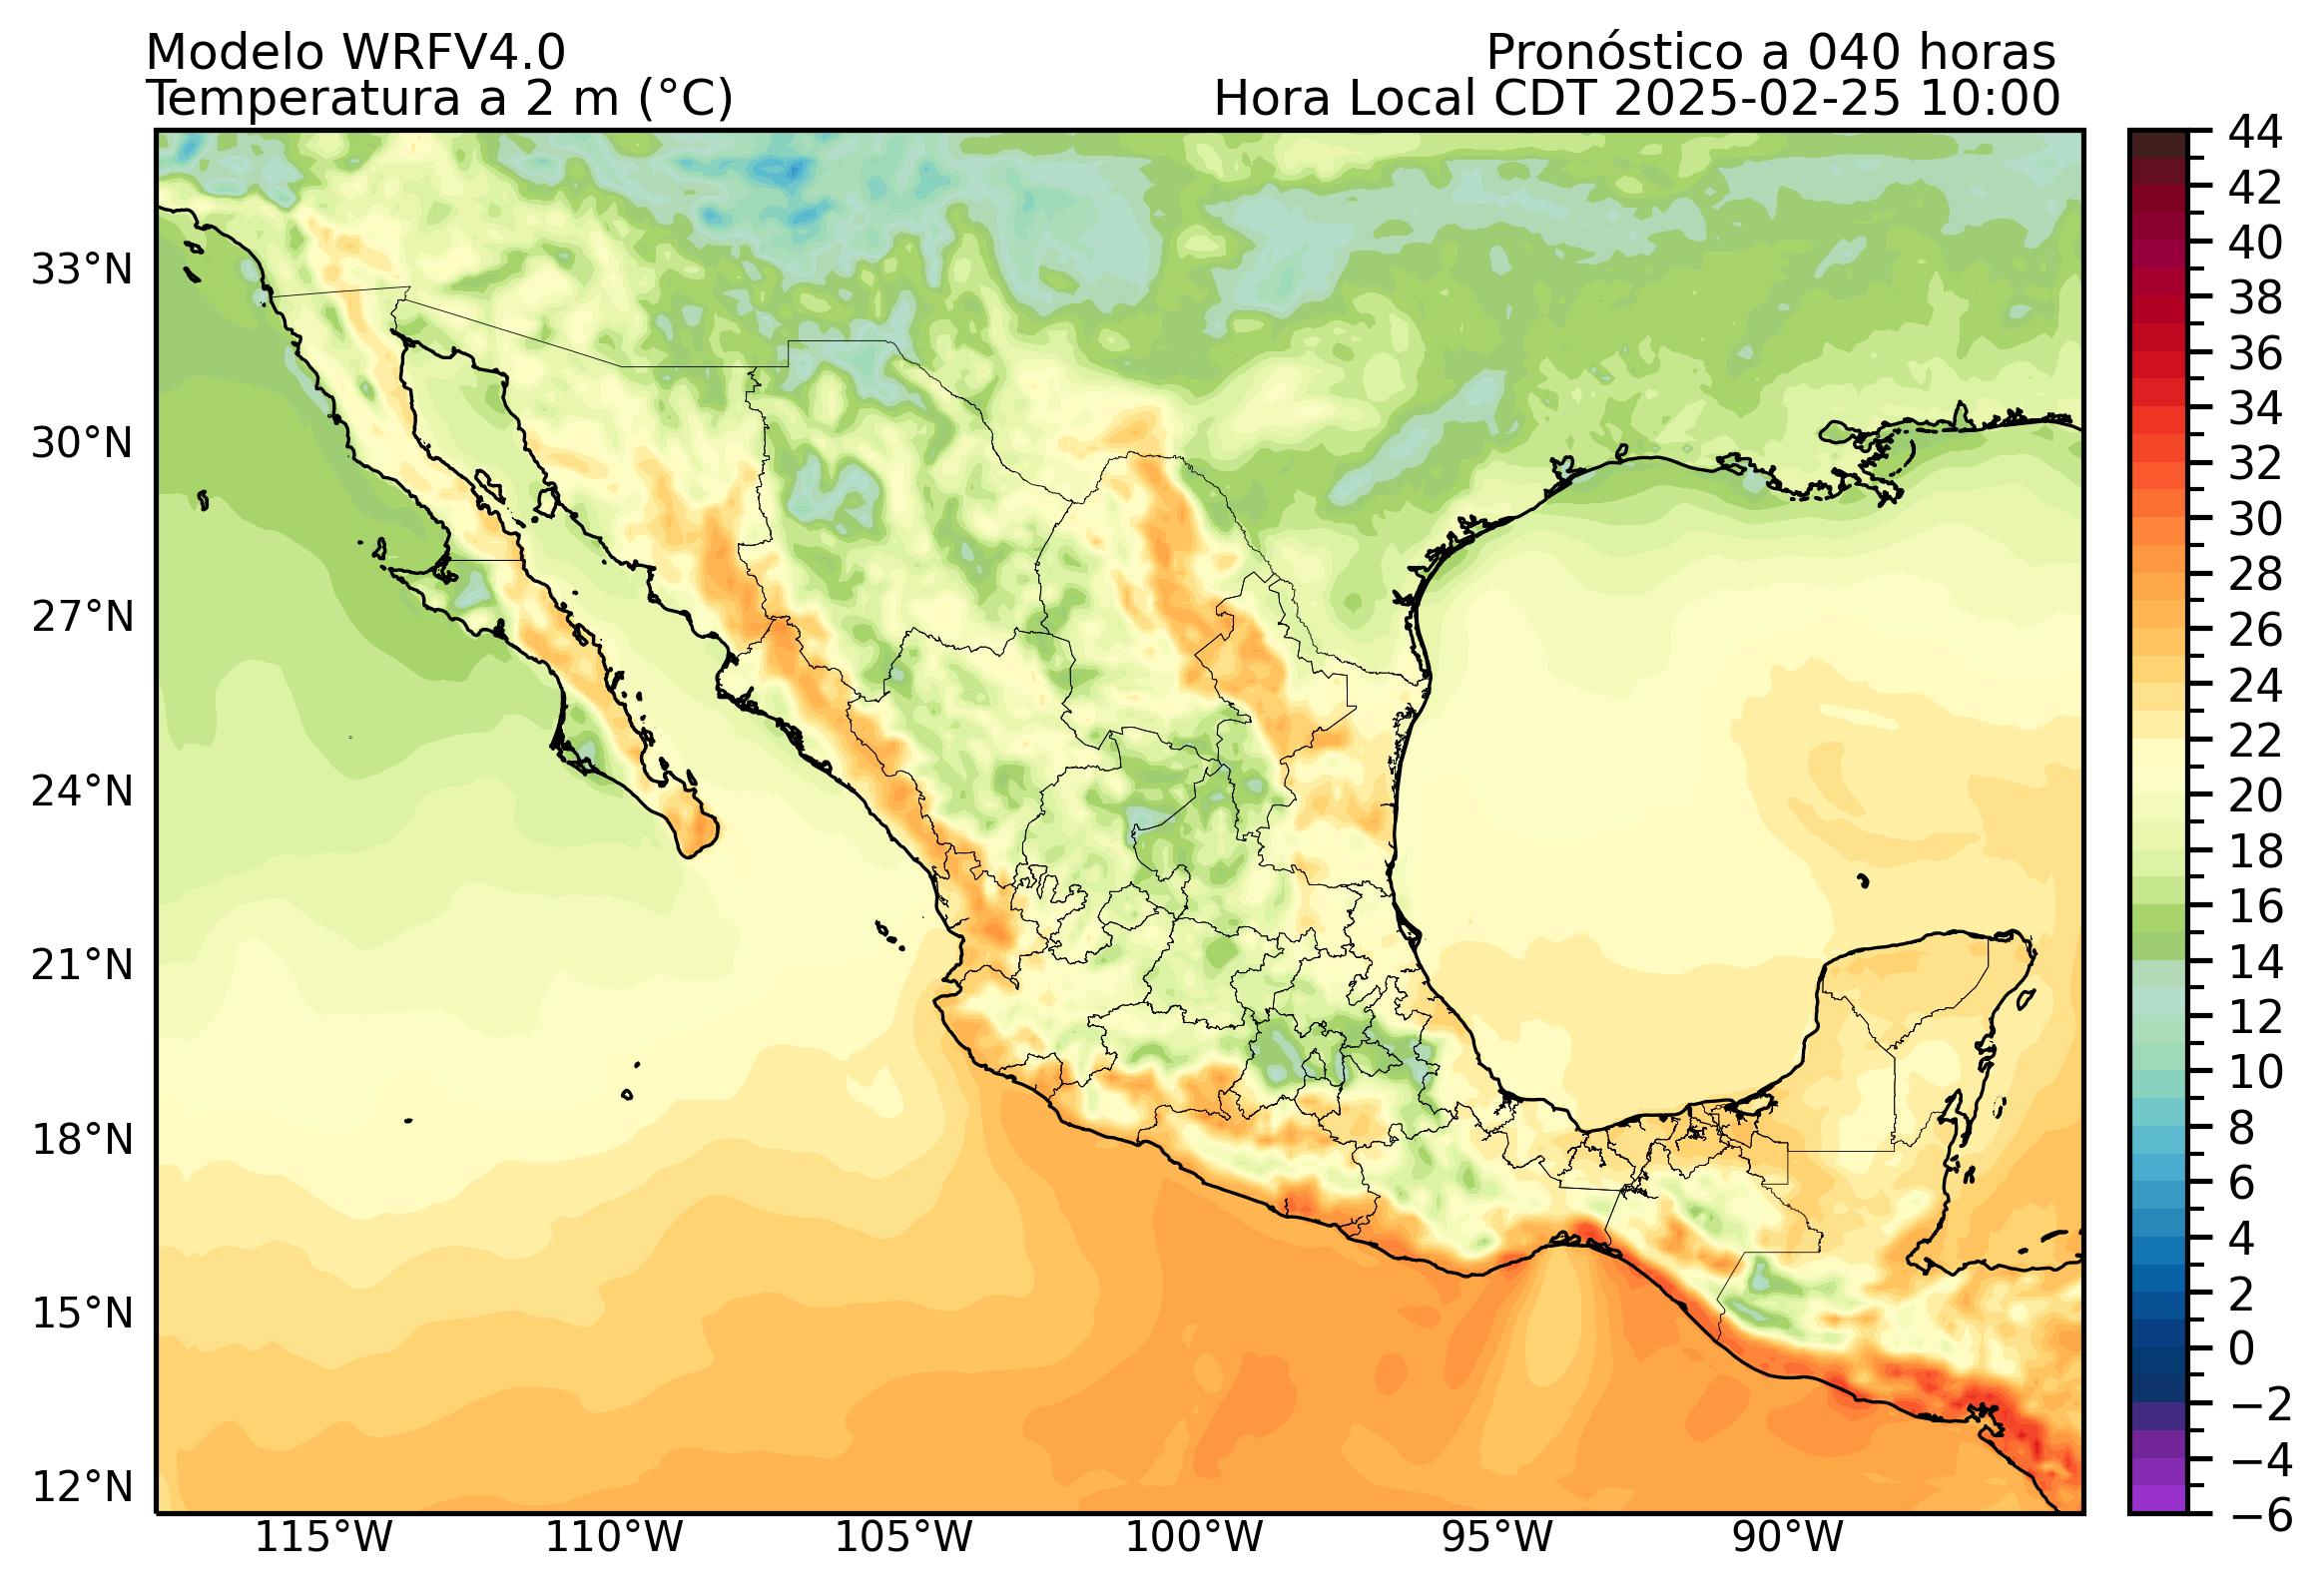 Modelo WRFV4.0
Temperatura a 2 m (°C)
Pronóstico a 040 horas
Hora Local CDT 2025-02-25 10:00
33°N
30°N
27°N
24°N
21°N
18°N
15°N
12°N
115°W
110°W
105°W
100°W
95°W
90°W
44
42
40
38
36
34
32
30
28
26
24
22
20
18
16
14
12
10
8
6
4
2
0
−2
−4
−6